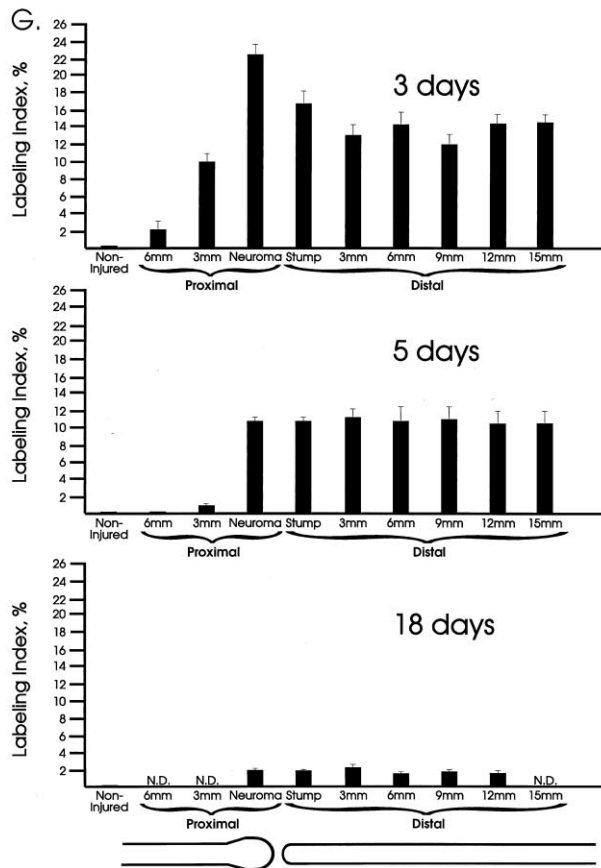 G.
Labeling Index, %
26
24
22
20
18
16
14
12
10
8
6
4
2
3 days
Non-Injured 6mm 3mm Neuroma Stump 3mm 6mm 9mm 12mm 15mm
Proximal Distal
Labeling Index, %
26
24
22
20
18
16
14
12
10
8
6
4
2
5 days
Non-Injured 6mm 3mm Neuroma Stump 3mm 6mm 9mm 12mm 15mm
Proximal Distal
Labeling Index, %
26
24
22
20
18
16
14
12
10
8
6
4
2
18 days
N.D. N.D. N.D.
Non-Injured 6mm 3mm Neuroma Stump 3mm 6mm 9mm 12mm 15mm
Proximal Distal